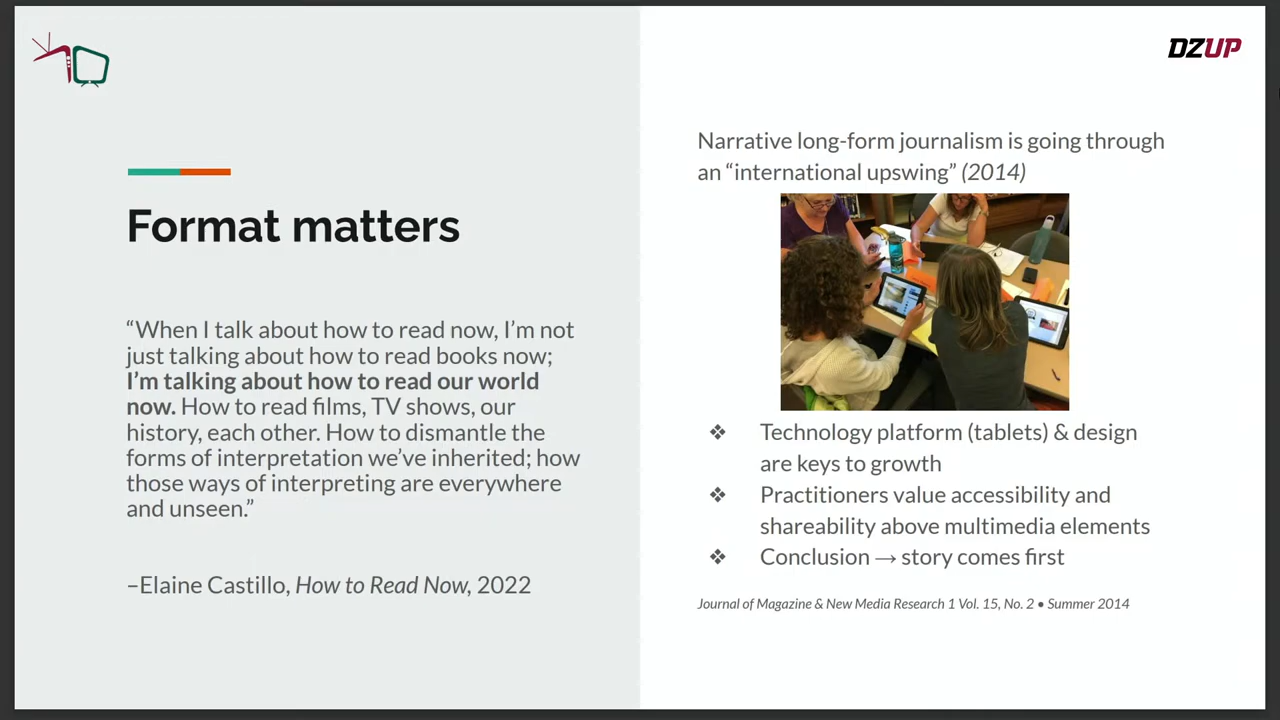 DZUP
Format matters
“When I talk about how to read now, I’m not
just talking about how to read books now;
I’m talking about how to read our world
now. How to read films, TV shows, our
history, each other. How to dismantle the
forms of interpretation we’ve inherited; how
those ways of interpreting are everywhere
and unseen.”
–Elaine Castillo, How to Read Now, 2022
Narrative long-form journalism is going through
an “international upswing” (2014)
❖ Technology platform (tablets) & design
are keys to growth
❖ Practitioners value accessibility and
shareability above multimedia elements
❖ Conclusion → story comes first
Journal of Magazine & New Media Research 1 Vol. 15, No. 2 • Summer 2014